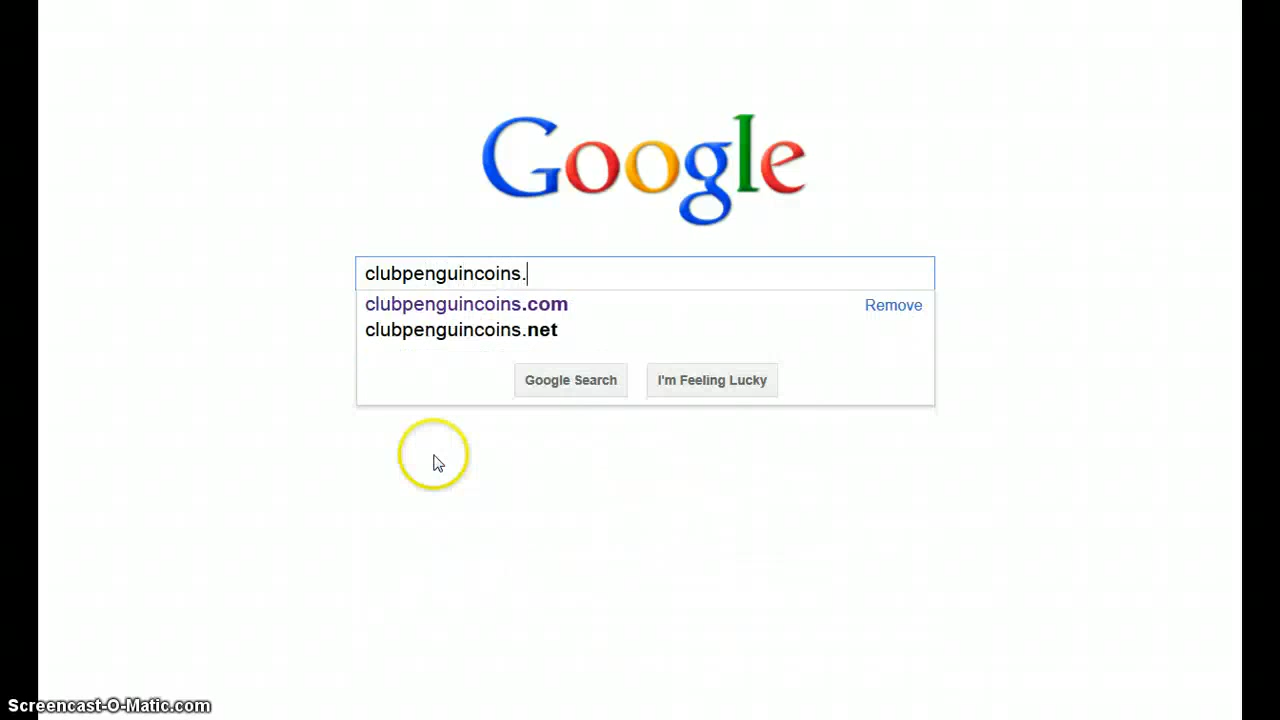 Google
clubpenguincoins.
clubpenguincoins.com Remove
clubpenguincoins.net
Google Search I'm Feeling Lucky
Screencast-O-Matic.com